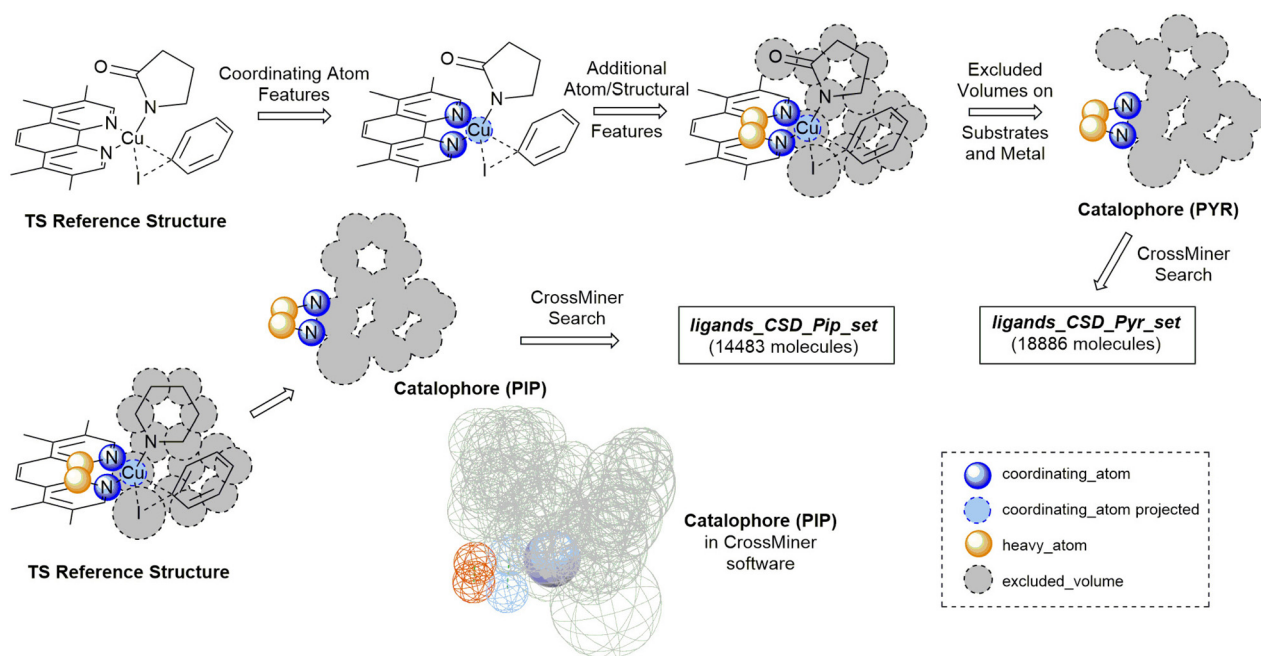 O
N
N
N
Cu
I
TS Reference Structure
Coordinating Atom
Features
O
N
N
N
Cu
I
Additional
Atom/Structural
Features
O
N
N
N
Cu
I
Excluded
Volumes on
Substrates
and Metal
N
N
Catalophore (PYR)
CrossMiner
Search
ligands_CSD_Pyr_set
(18886 molecules)
N
N
Catalophore (PIP)
CrossMiner
Search
ligands_CSD_Pip_set
(14483 molecules)
N
N
N
Cu
I
TS Reference Structure
Catalophore (PIP)
in CrossMiner
software
coordinating_atom
coordinating_atom projected
heavy_atom
excluded_volume